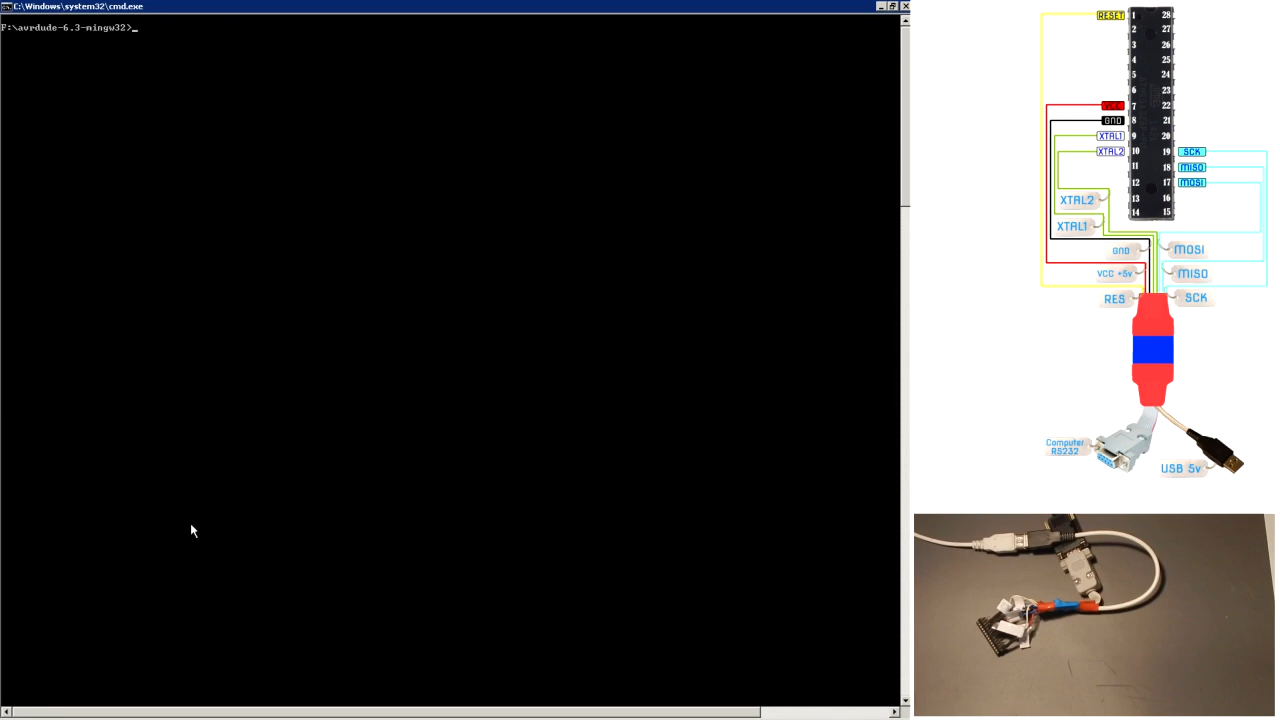 C:\Windows\system32\cmd.exe
F:\avrdude-6.3-mingw32>_
RESET 1 28
2 27
3 26
4 25
5 24
6 23
VCC 7 22
GND 8 21
XTAL1 9 20
XTAL2 10 19 SCK
11 18 MISO
12 17 MOSI
13 16
14 15
XTAL2
XTAL1
GND MOSI
VCC +5v MISO
RES SCK
Computer
RS232
USB 5v